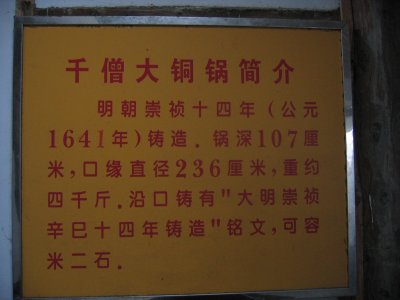 千僧大铜锅简介
明朝崇祯十四年(公元
1641年)铸造.锅深107厘
米,口缘直径236厘米,重约
四千斤.沿口铸有"大明崇祯
辛巳十四年铸造"铭文,可容
米二石.